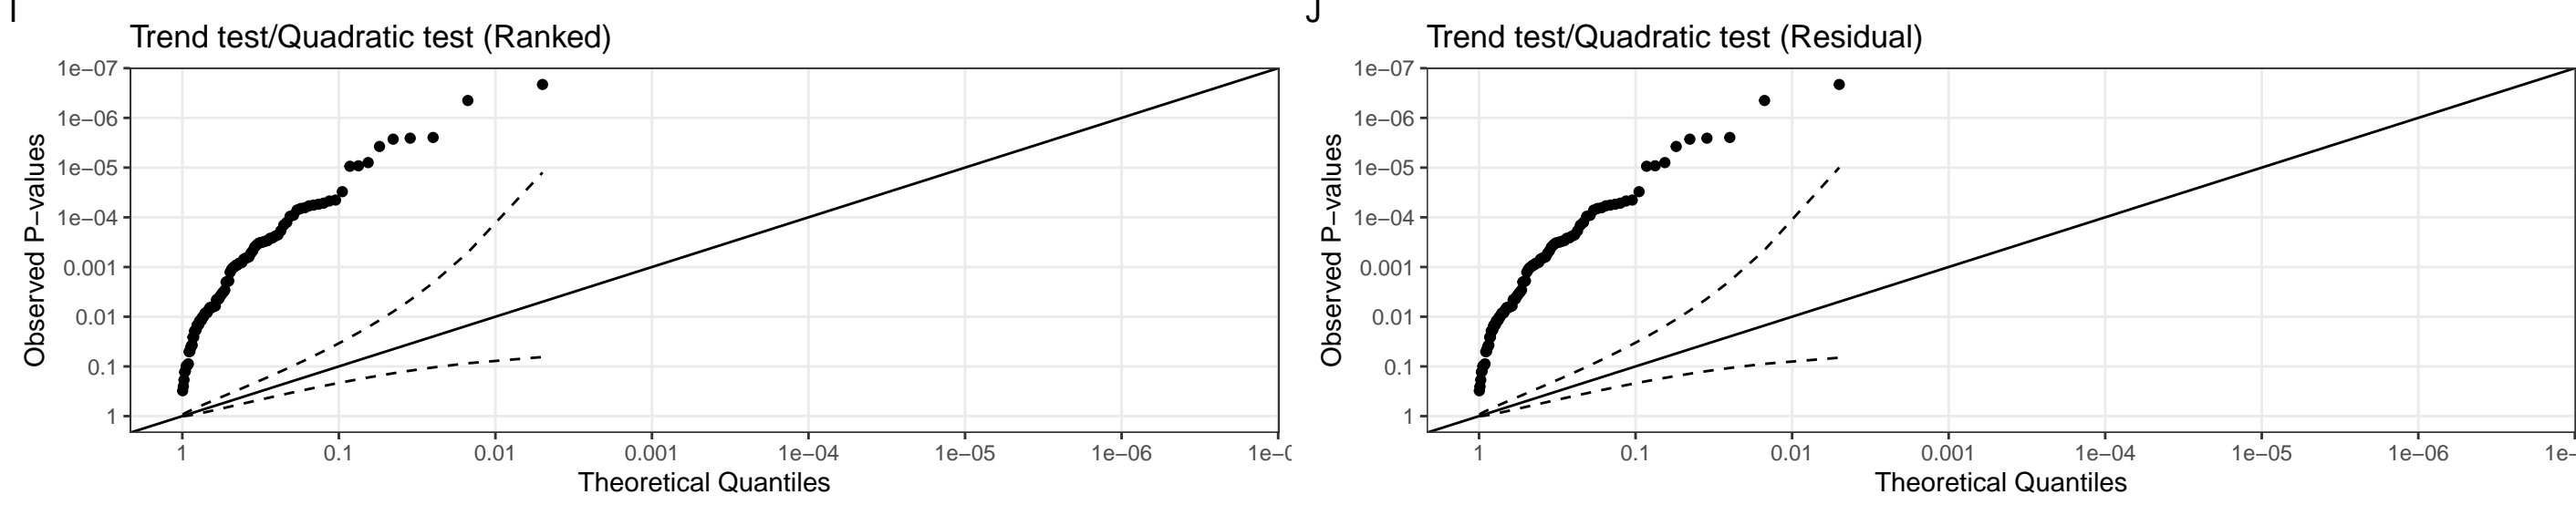 J
Trend test/Quadratic test (Ranked)
1e−07
1e−06
1e−05
1e−04
0.001
0.01
0.1
1
Observed P−values
1 0.1 0.01 0.001 1e−04 1e−05 1e−06
Theoretical Quantiles
Trend test/Quadratic test (Residual)
1e−07
1e−06
1e−05
1e−04
0.001
0.01
0.1
1
Observed P−values
1 0.1 0.01 0.001 1e−04 1e−05 1e−06
Theoretical Quantiles